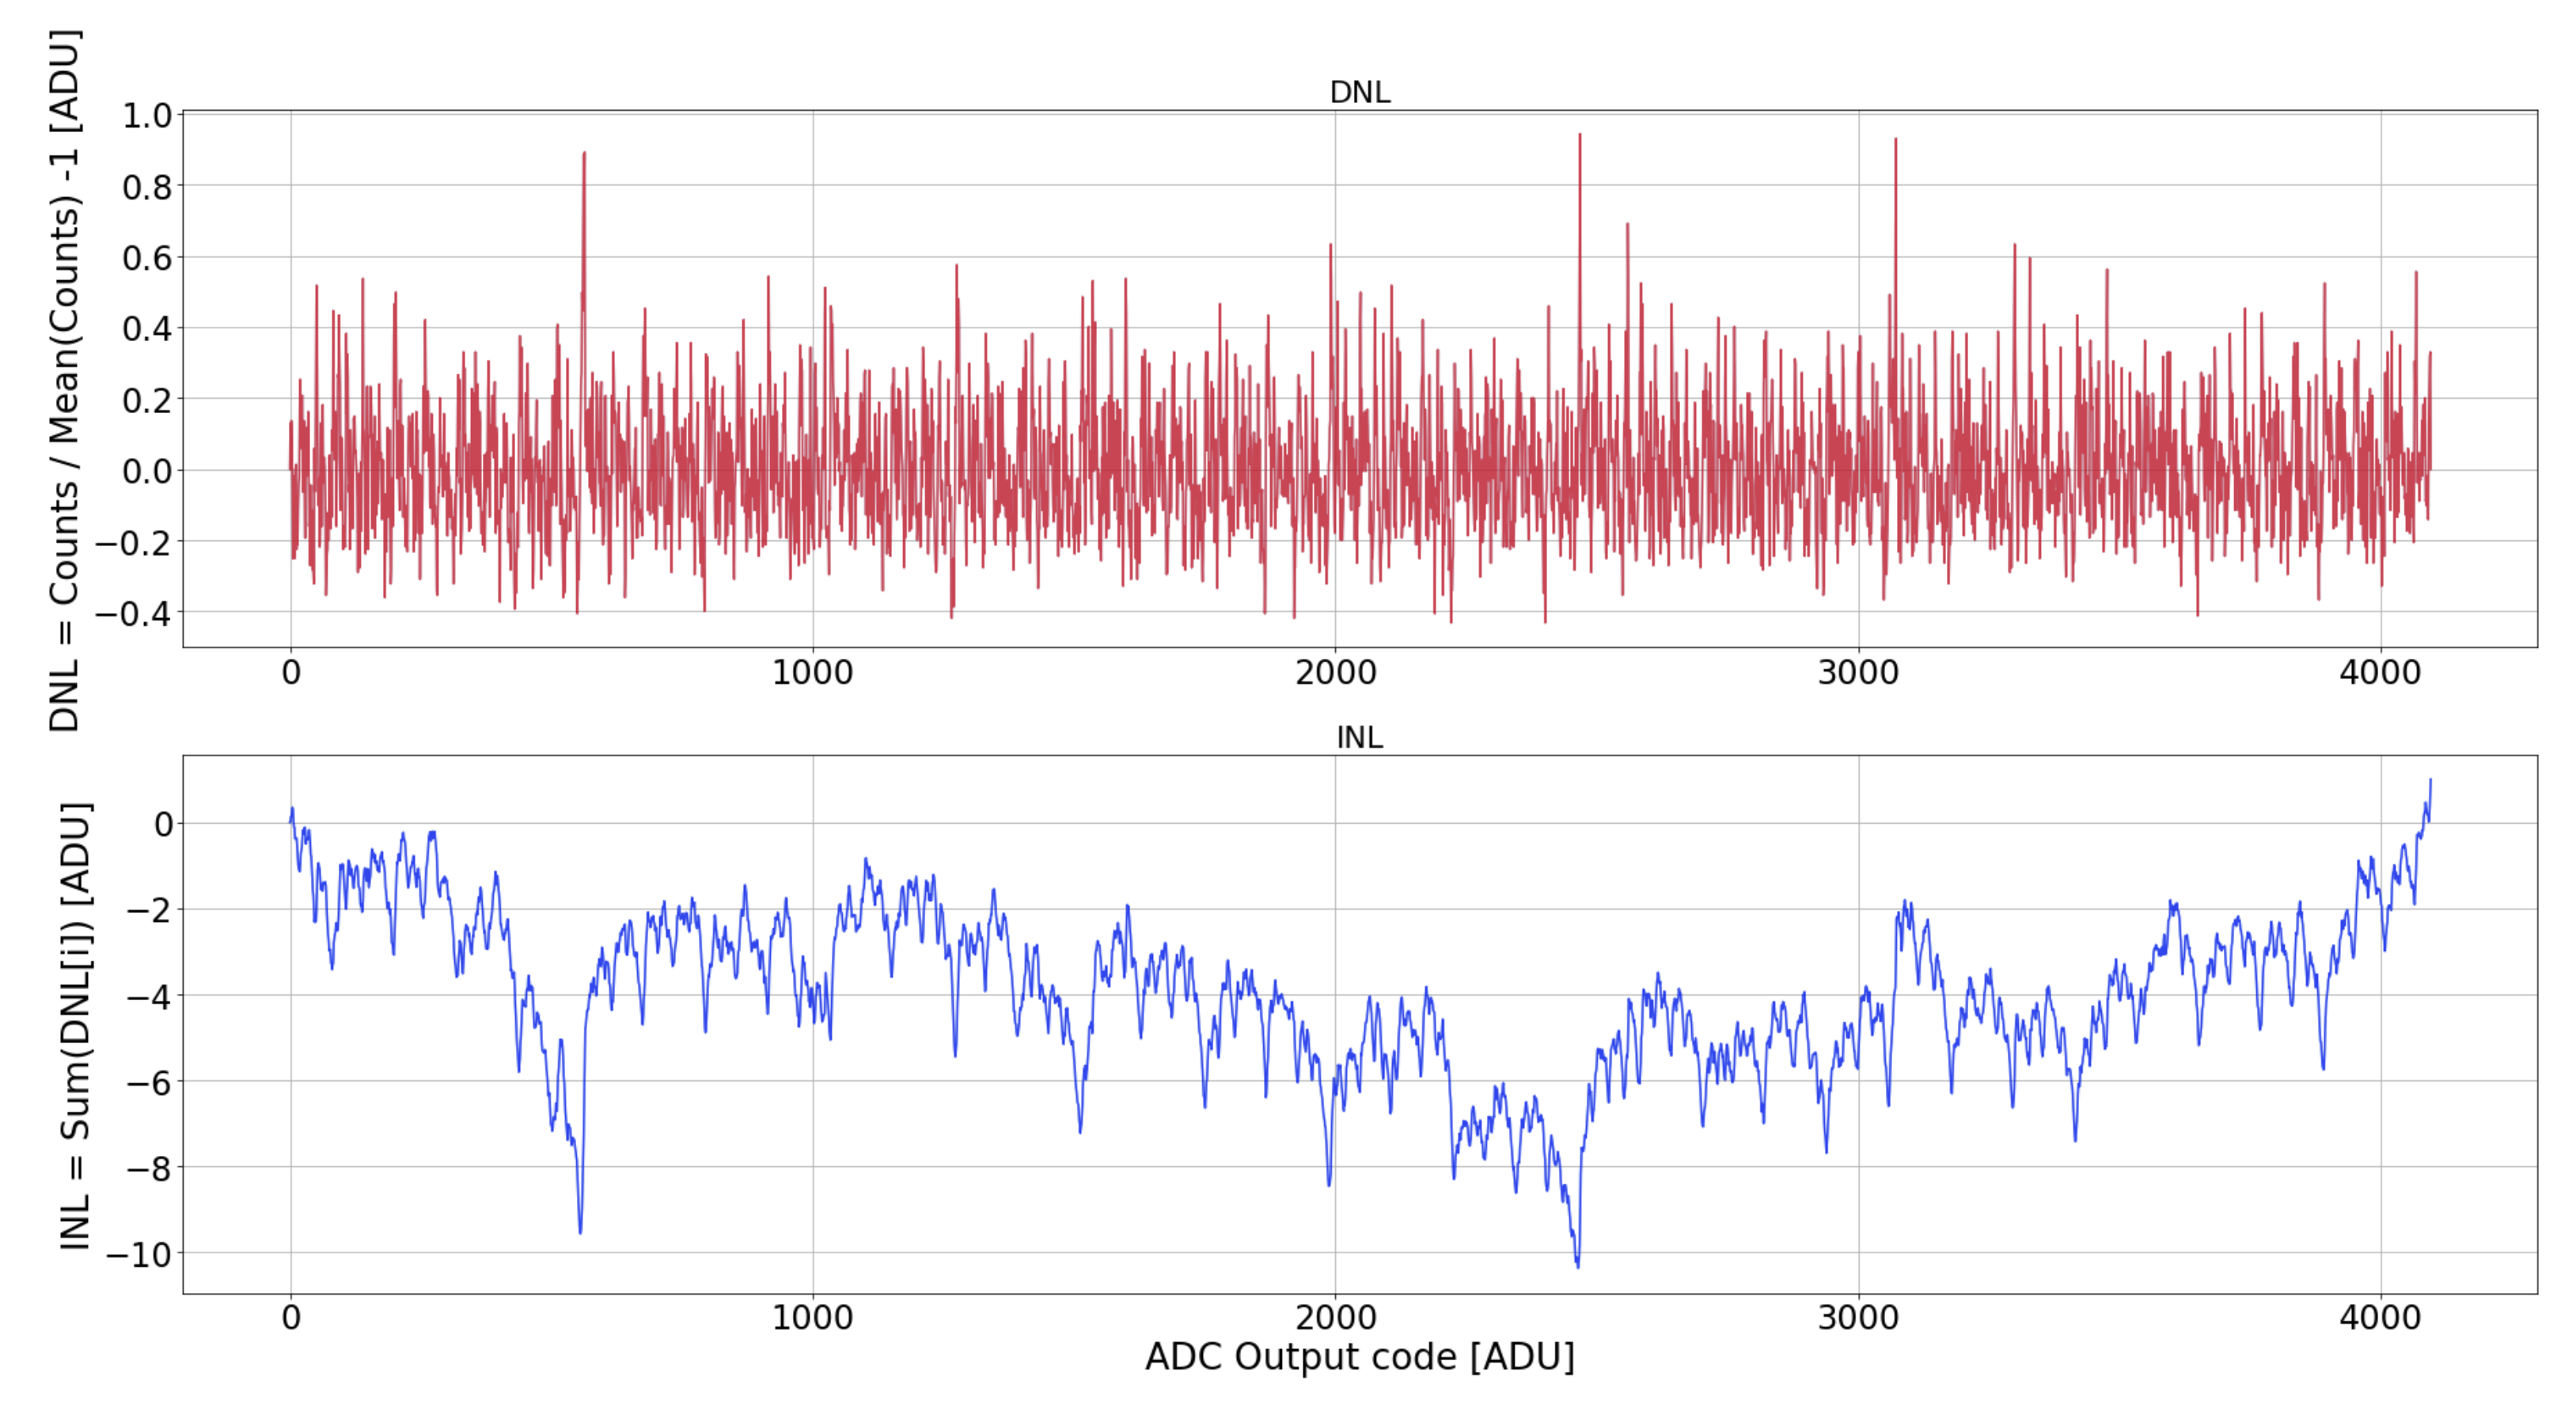 DNL
DNL = Counts / Mean(Counts) -1 [ADU]
1.0
0.8
0.6
0.4
0.2
0.0
−0.2
−0.4
0 1000 2000 3000 4000
INL
INL = Sum(DNL[i]) [ADU]
0
−2
−4
−6
−8
−10
0 1000 2000 3000 4000
ADC Output code [ADU]